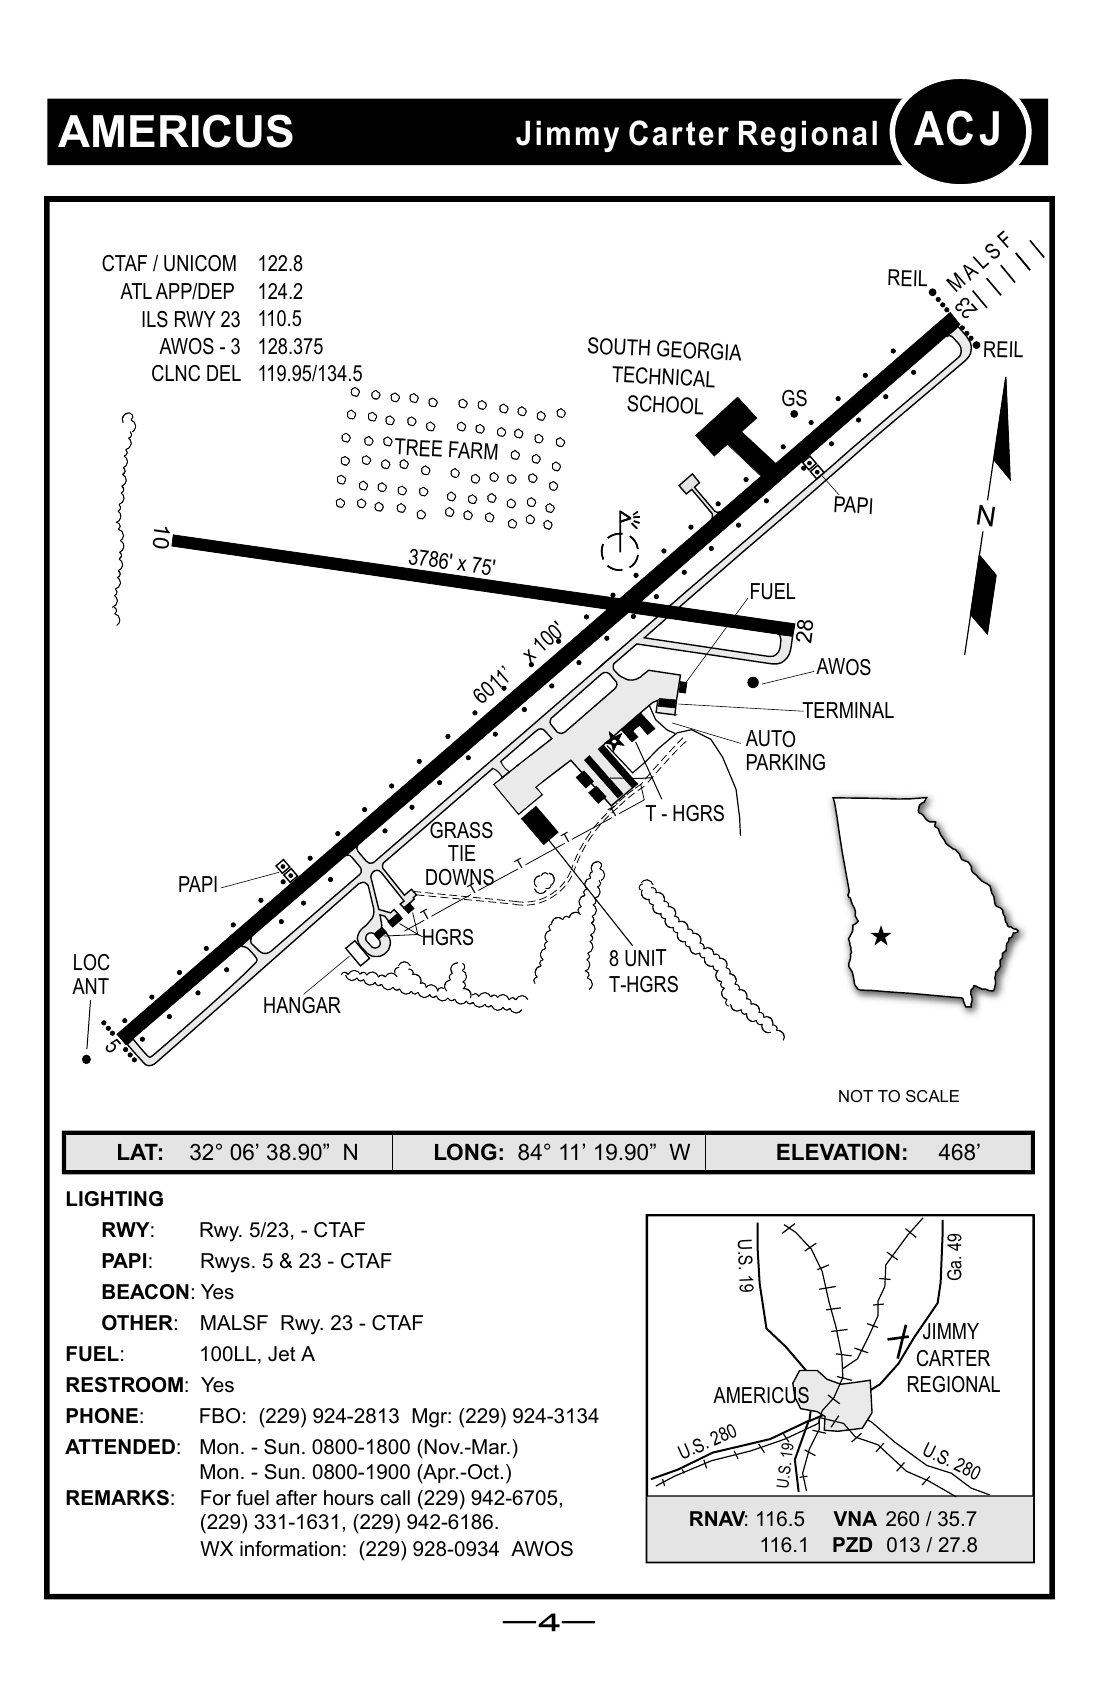 AMERICUS Jimmy Carter Regional ACJ
CTAF / UNICOM 122.8
ATL APP/DEP 124.2
ILS RWY 23 110.5
AWOS - 3 128.375
CLNC DEL 119.95/134.5
REIL
MALSF
23
REIL
SOUTH GEORGIA
TECHNICAL
SCHOOL
GS
TREE FARM
PAPI
N
10
3786' x 75'
FUEL
28
6011' x 100'
AWOS
TERMINAL
AUTO
PARKING
T - HGRS
GRASS
TIE
DOWNS
PAPI
HGRS
8 UNIT
T-HGRS
LOC
ANT
HANGAR
5
NOT TO SCALE
LAT: 32° 06’ 38.90” N LONG: 84° 11’ 19.90” W ELEVATION: 468’
LIGHTING
RWY: Rwy. 5/23, - CTAF
PAPI: Rwys. 5 & 23 - CTAF
BEACON: Yes
OTHER: MALSF Rwy. 23 - CTAF
FUEL: 100LL, Jet A
RESTROOM: Yes
PHONE: FBO: (229) 924-2813 Mgr: (229) 924-3134
ATTENDED: Mon. - Sun. 0800-1800 (Nov.-Mar.)
Mon. - Sun. 0800-1900 (Apr.-Oct.)
REMARKS: For fuel after hours call (229) 942-6705,
(229) 331-1631, (229) 942-6186.
WX information: (229) 928-0934 AWOS
U.S. 19
Ga. 49
JIMMY
CARTER
REGIONAL
AMERICUS
U.S. 280
U.S. 19
U.S. 280
RNAV: 116.5 VNA 260 / 35.7
116.1 PZD 013 / 27.8
4